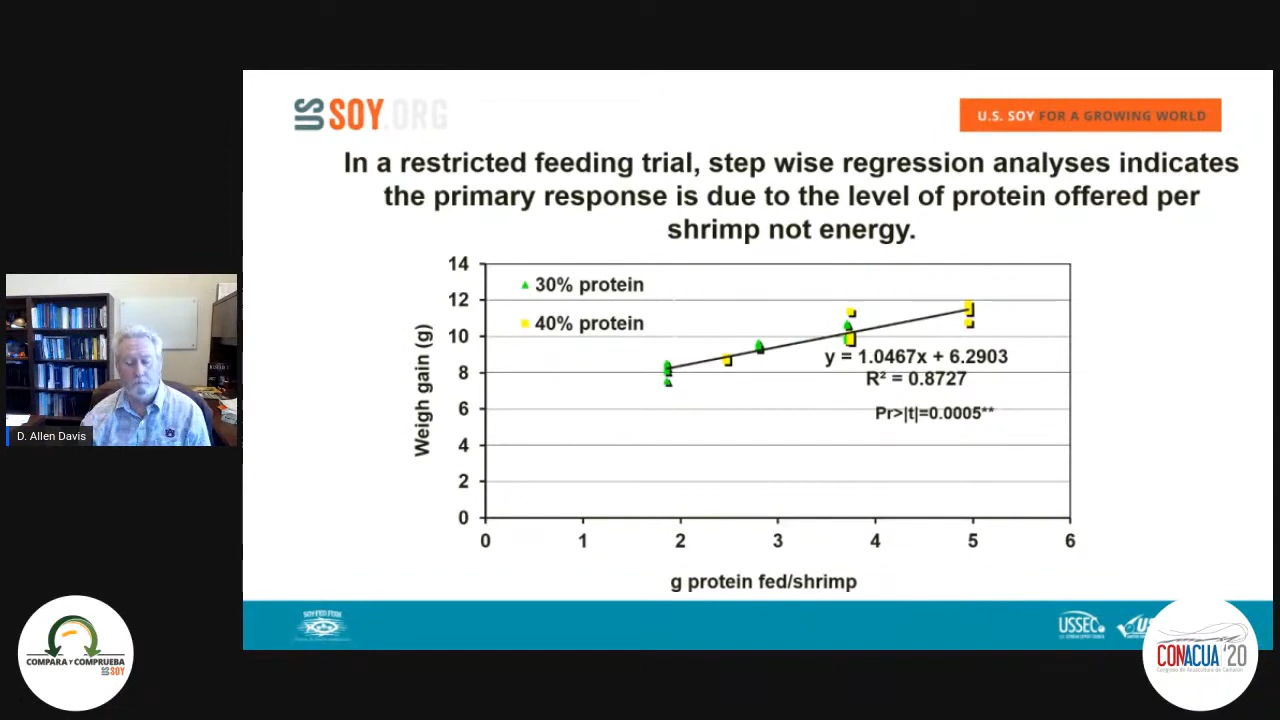 US SOY.ORG
U.S. SOY FOR A GROWING WORLD
In a restricted feeding trial, step wise regression analyses indicates
the primary response is due to the level of protein offered per
shrimp not energy.
14
12
10
8
6
4
2
0
Weigh gain (g)
30% protein
40% protein
y = 1.0467x + 6.2903
R² = 0.8727
Pr>|t|=0.0005**
0 1 2 3 4 5 6
g protein fed/shrimp
D. Allen Davis
COMPARA Y COMPRUEBA
US SOY
USSEC
CONACUA '20